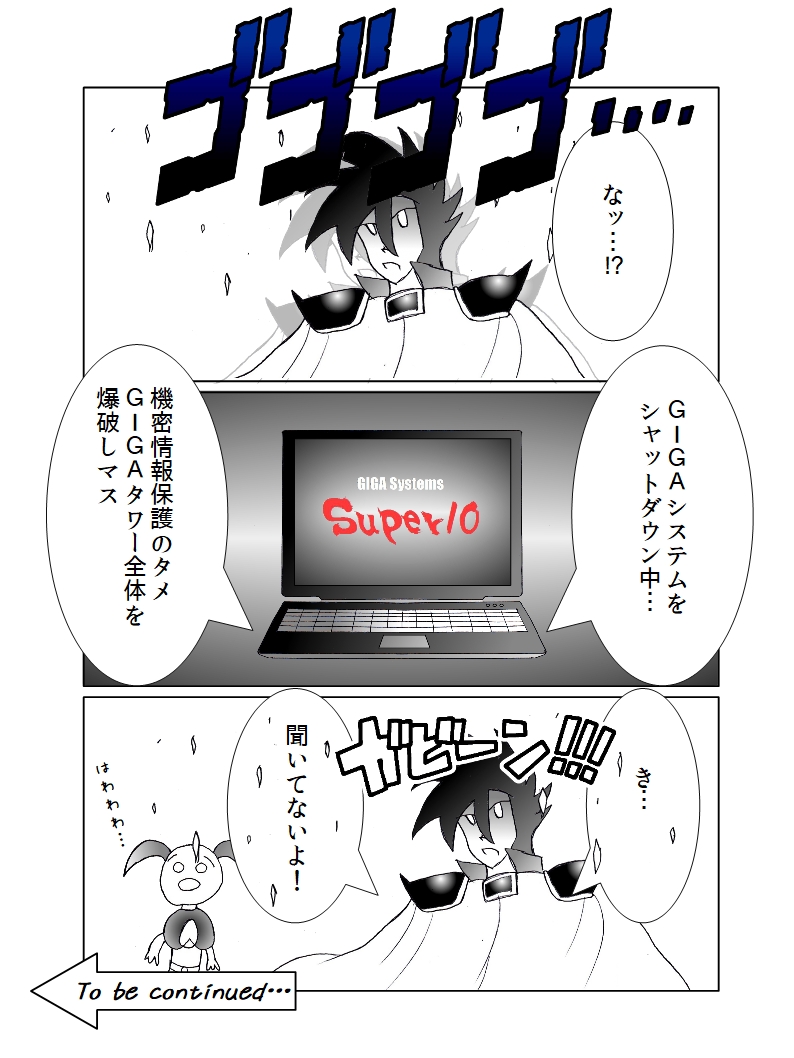 ゴゴゴゴ‥‥
なッ…!?
GIGAシステムを
シャットダウン中…
GIGA Systems
Super10
機密情報保護のタメ
GIGAタワー全体を
爆破しマス
き…
ガビーン!!!
聞いてないよ!
はわわわ…
To be continued…